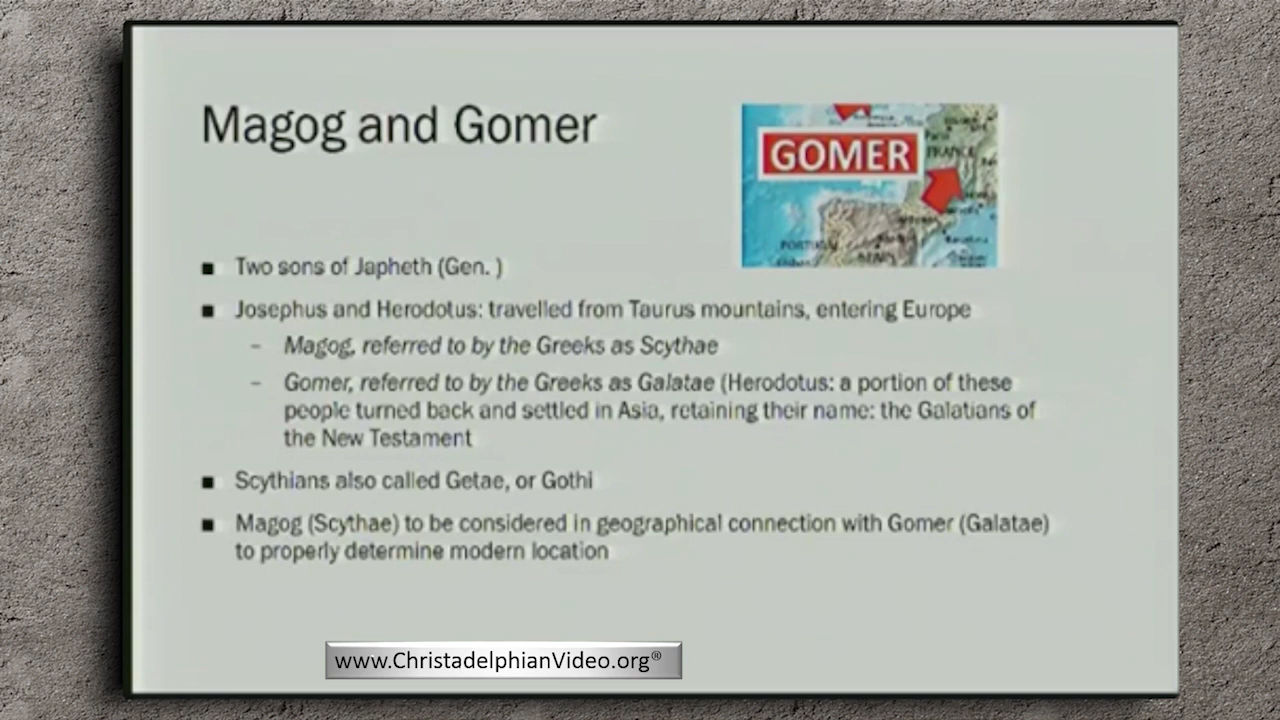 Magog and Gomer
GOMER
FRANCE
■ Two sons of Japheth (Gen. )
■ Josephus and Herodotus: travelled from Taurus mountains, entering Europe
– Magog, referred to by the Greeks as Scythae
– Gomer, referred to by the Greeks as Galatae (Herodotus: a portion of these
people turned back and settled in Asia, retaining their name: the Galatians of
the New Testament
■ Scythians also called Getae, or Gothi
■ Magog (Scythae) to be considered in geographical connection with Gomer (Galatae)
to properly determine modern location
www.ChristadelphianVideo.org®